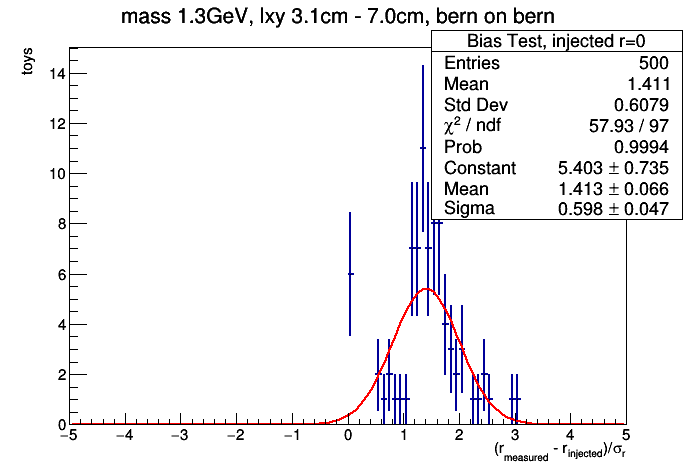 mass 1.3GeV, lxy 3.1cm - 7.0cm, bern on bern
Bias Test, injected r=0
Entries 500
Mean 1.411
Std Dev 0.6079
χ² / ndf 57.93 / 97
Prob 0.9994
Constant 5.403 ± 0.735
Mean 1.413 ± 0.066
Sigma 0.598 ± 0.047
toys
14
12
10
8
6
4
2
0
−5 −4 −3 −2 −1 0 1 2 3 4 5
(r_measured - r_injected)/σ_r